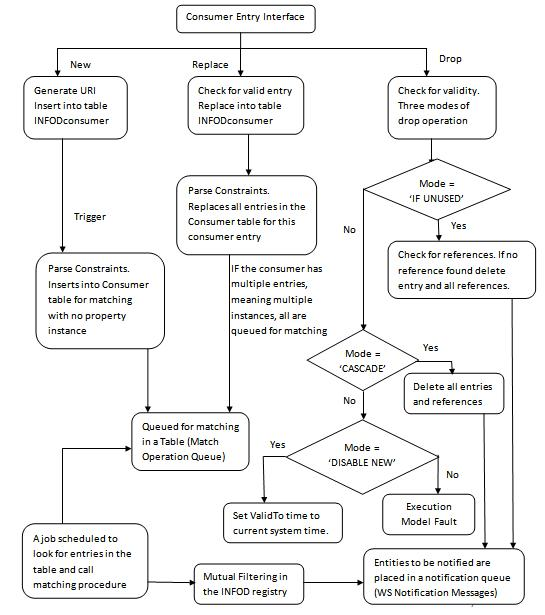 Consumer Entry Interface
New
Replace
Drop
Generate URI
Insert into table
INFODconsumer
Check for valid entry
Replace into table
INFODconsumer
Check for validity.
Three modes of
drop operation
Mode =
‘IF UNUSED’
Parse Constraints.
Replaces all entries in the
Consumer table for this
consumer entry
Trigger
No
Yes
Check for references. If no
reference found delete
entry and all references.
Parse Constraints.
Inserts into Consumer
table for matching
with no property
instance
IF the consumer has
multiple entries,
meaning multiple
instances, all are
queued for matching
Mode =
‘CASCADE’
Yes
Delete all entries
and references
No
Queued for matching
in a Table (Match
Operation Queue)
Mode =
‘DISABLE NEW’
Yes
No
Set ValidTo time to
current system time.
Execution
Model Fault
A job scheduled to
look for entries in the
table and call
matching procedure
Mutual Filtering in
the INFOD registry
Entities to be notified are
placed in a notification queue
(WS Notification Messages)